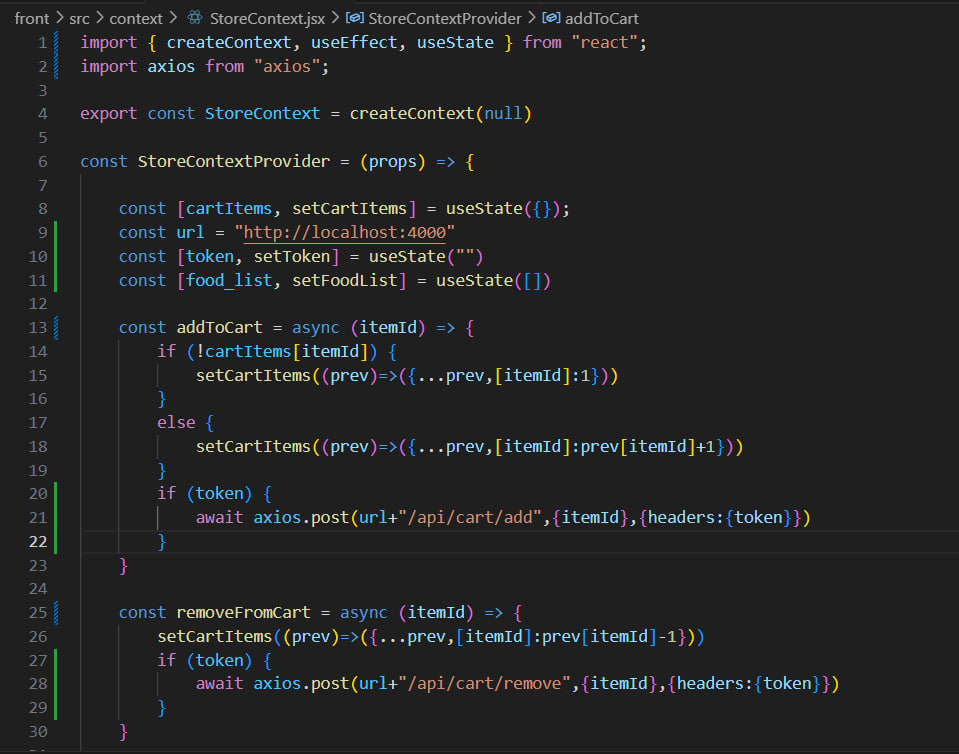 front > src > context > StoreContext.jsx > StoreContextProvider > addToCart
1 import { createContext, useEffect, useState } from "react";
2 import axios from "axios";
3
4 export const StoreContext = createContext(null)
5
6 const StoreContextProvider = (props) => {
7
8     const [cartItems, setCartItems] = useState({});
9     const url = "http://localhost:4000"
10     const [token, setToken] = useState("")
11     const [food_list, setFoodList] = useState([])
12
13     const addToCart = async (itemId) => {
14         if (!cartItems[itemId]) {
15             setCartItems((prev)=>({...prev,[itemId]:1}))
16         }
17         else {
18             setCartItems((prev)=>({...prev,[itemId]:prev[itemId]+1}))
19         }
20         if (token) {
21             await axios.post(url+"/api/cart/add",{itemId},{headers:{token}})
22         }
23     }
24
25     const removeFromCart = async (itemId) => {
26         setCartItems((prev)=>({...prev,[itemId]:prev[itemId]-1}))
27         if (token) {
28             await axios.post(url+"/api/cart/remove",{itemId},{headers:{token}})
29         }
30     }